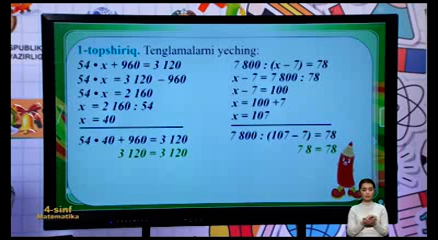 1-topshiriq. Tenglamalarni yeching:
54 • x + 960 = 3 120
54 • x = 3 120 – 960
54 • x = 2 160
x = 2 160 : 54
x = 40
54 • 40 + 960 = 3 120
3 120 = 3 120
7 800 : (x – 7) = 78
x – 7 = 7 800 : 78
x – 7 = 100
x = 100 +7
x = 107
7 800 : (107 – 7) = 78
7 8 = 78
4-sinf
Matematika